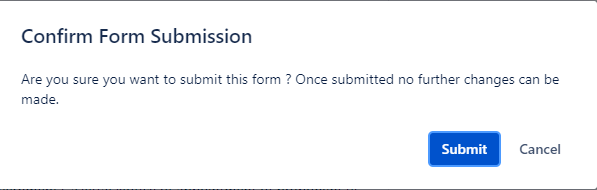 Confirm Form Submission
Are you sure you want to submit this form ? Once submitted no further changes can be
made.
Submit Cancel